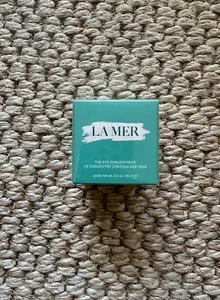 LA MER
THE EYE CONCENTRATE
LE CONCENTRÉ CONTOUR DES YEUX